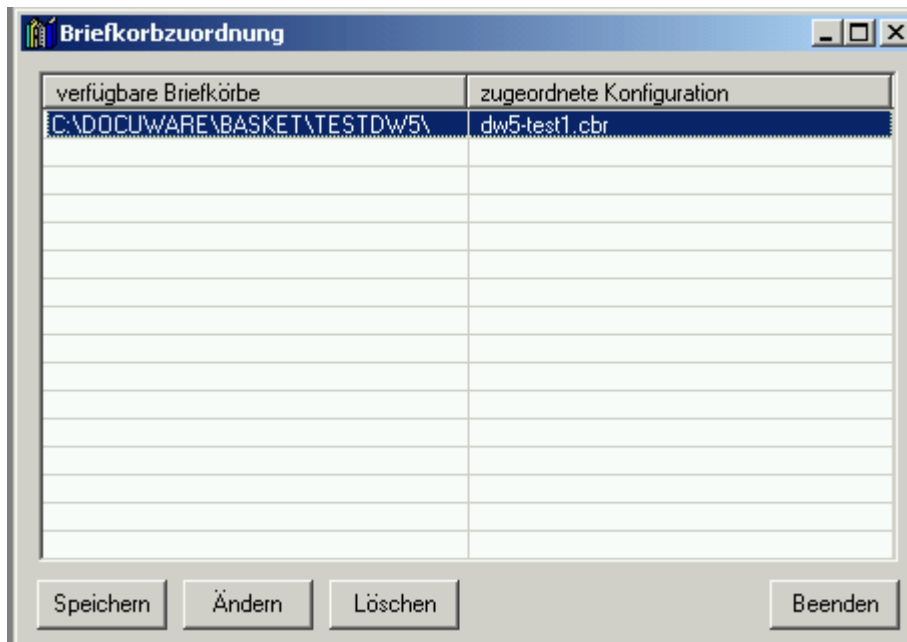 Briefkorbzuordnung
verfügbare Briefkörbe zugeordnete Konfiguration
C:\DOCUWARE\BASKET\TESTDW5\ dw5-test1.cbr
Speichern Ändern Löschen Beenden